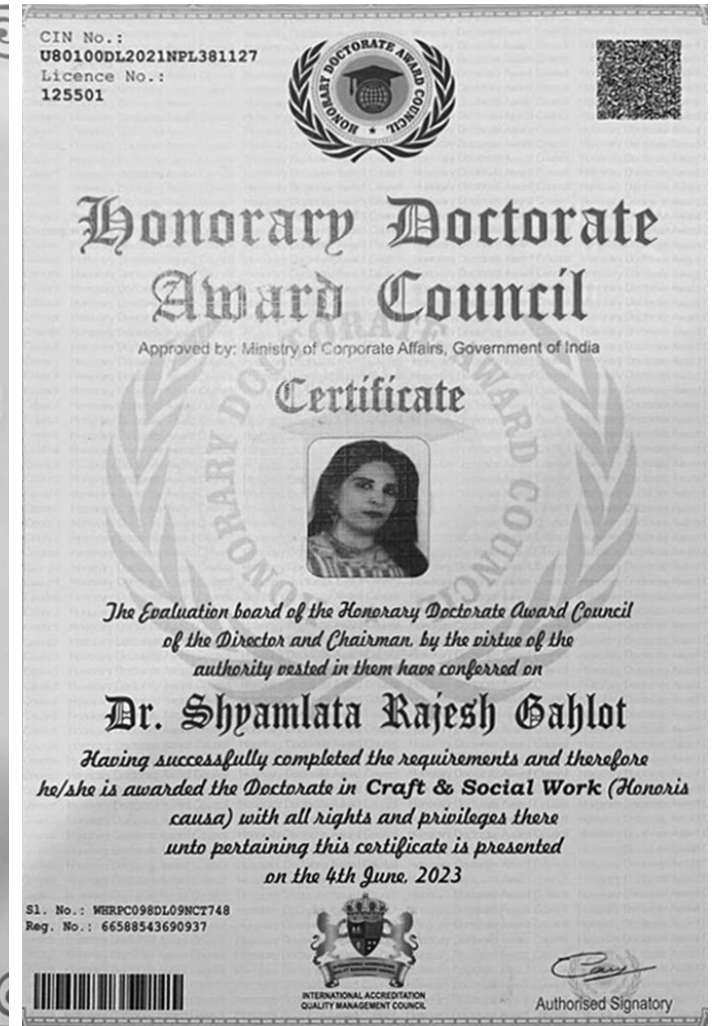 CIN No.:
U80100DL2021NPL381127
Licence No.:
125501
HONORARY DOCTORATE AWARD COUNCIL
Honorary Doctorate
Award Council
Approved by: Ministry of Corporate Affairs, Government of India
Certificate
HONORARY DOCTORATE AWARD COUNCIL
The Evaluation board of the Honorary Doctorate Award Council
of the Director and Chairman, by the virtue of the
authority vested in them have conferred on
Dr. Shyamlata Rajesh Gahlot
Having successfully completed the requirements and therefore
he/she is awarded the Doctorate in Craft & Social Work (Honoris
causa) with all rights and privileges there
unto pertaining this certificate is presented
on the 4th June, 2023
Sl. No.: WHRPC098DL09NCT748
Reg. No.: 66588543690937
INTERNATIONAL ACCREDITATION
QUALITY MANAGEMENT COUNCIL
Authorised Signatory